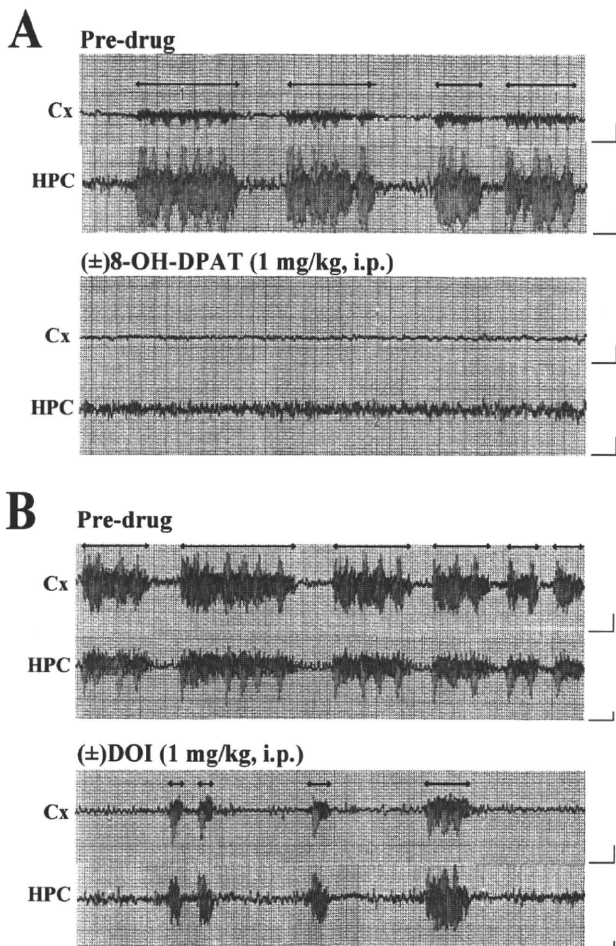 A
Pre-drug
Cx
HPC
(±)8-OH-DPAT (1 mg/kg, i.p.)
Cx
HPC
B
Pre-drug
Cx
HPC
(±)DOI (1 mg/kg, i.p.)
Cx
HPC